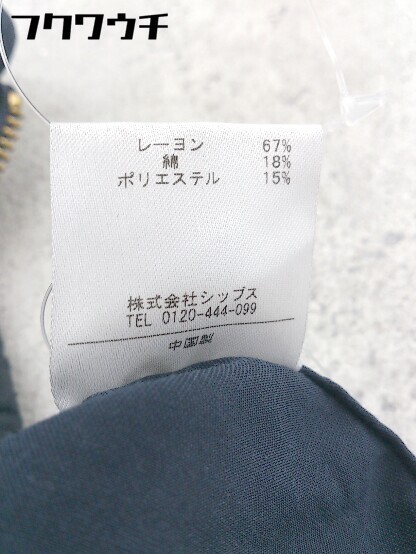 フクワウチ
レーヨン 67%
綿 18%
ポリエステル 15%
株式会社シップス
TEL 0120-444-099
中国製